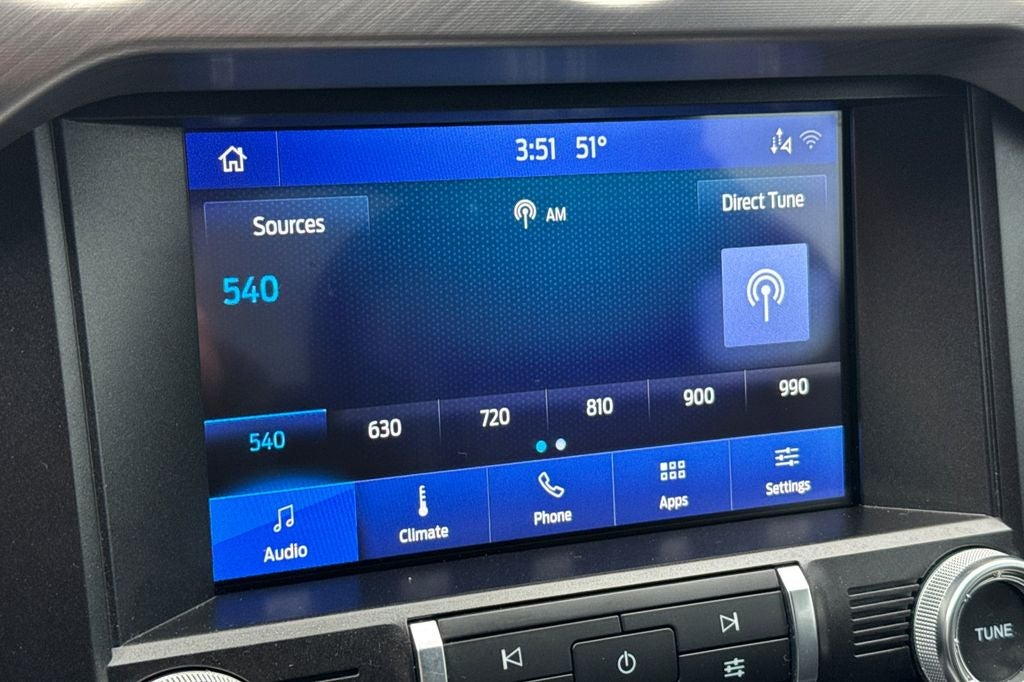 3:51 51°
Sources
AM
Direct Tune
540
540 630 720 810 900 990
Audio Climate Phone Apps Settings
TUNE